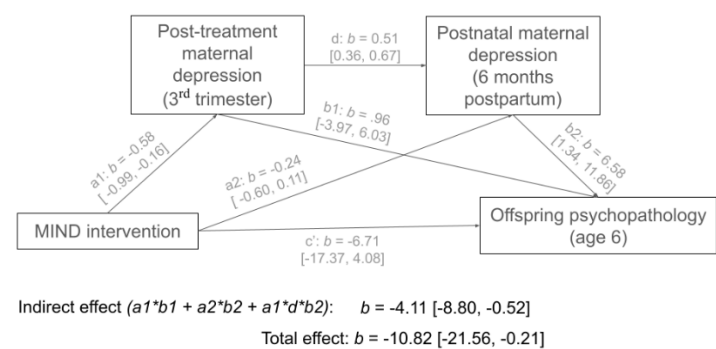 Post-treatment
maternal
depression
(3rd trimester)
d: b = 0.51
[0.36, 0.67]
Postnatal maternal
depression
(6 months
postpartum)
a1: b = -0.58
[-0.99, -0.16]
b1: b = .96
[-3.97, 6.03]
a2: b = -0.24
[-0.60, 0.11]
b2: b = 6.58
[1.34, 11.86]
MIND intervention
c': b = -6.71
[-17.37, 4.08]
Offspring psychopathology
(age 6)
Indirect effect (a1*b1 + a2*b2 + a1*d*b2): b = -4.11 [-8.80, -0.52]
Total effect: b = -10.82 [-21.56, -0.21]